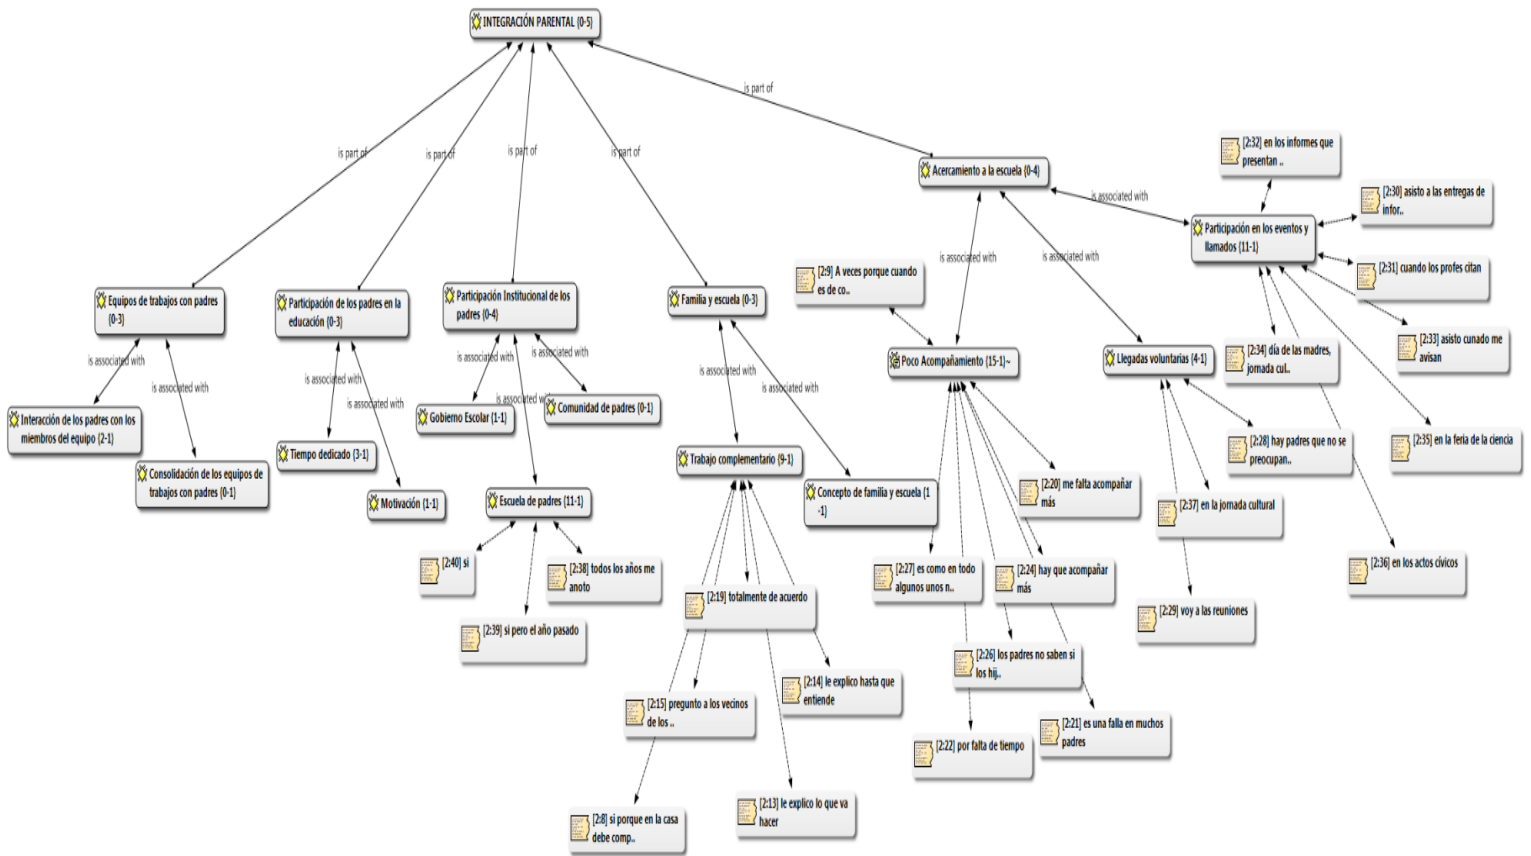 INTEGRACIÓN PARENTAL (0-5)
is part of
is part of
is part of
is part of
is part of
Acercamiento a la escuela (0-4)
is associated with
[2:32] en los informes que
presentan ..
[2:30] asisto a las entregas de
infor..
Participación en los eventos y
llamados (11-1)
[2:31] cuando los profes citan
[2:33] asisto cunado me
avisan
[2:34] día de las madres,
jornada cul..
[2:35] en la feria de la ciencia
[2:36] en los actos cívicos
is associated with
is associated with
[2:9] A veces porque cuando
es de co..
Equipos de trabajos con padres
(0-3)
Participación de los padres en la
educación (0-3)
Participación Institucional de los
padres (0-4)
Familia y escuela (0-3)
Poco Acompañamiento (15-1)~
Llegadas voluntarias (4-1)
is associated with
is associated with
is associated with
is associated with
is associated with
is associated with
is associated with
Interacción de los padres con los
miembros del equipo (2-1)
Consolidación de los equipos de
trabajos con padres (0-1)
Tiempo dedicado (3-1)
Motivación (1-1)
Gobierno Escolar (1-1)
Comunidad de padres (0-1)
Escuela de padres (11-1)
Trabajo complementario (9-1)
Concepto de familia y escuela (1
-1)
[2:28] hay padres que no se
preocupan..
[2:20] me falta acompañar
más
[2:37] en la jornada cultural
[2:40] si
[2:38] todos los años me
anoto
[2:39] si pero el año pasado
[2:19] totalmente de acuerdo
[2:27] es como en todo
algunos unos n..
[2:24] hay que acompañar
más
[2:29] voy a las reuniones
[2:26] los padres no saben si
los hij..
[2:14] le explico hasta que
entiende
[2:15] pregunto a los vecinos
de los ..
[2:21] es una falla en muchos
padres
[2:22] por falta de tiempo
[2:13] le explico lo que va
hacer
[2:8] si porque en la casa
debe comp..